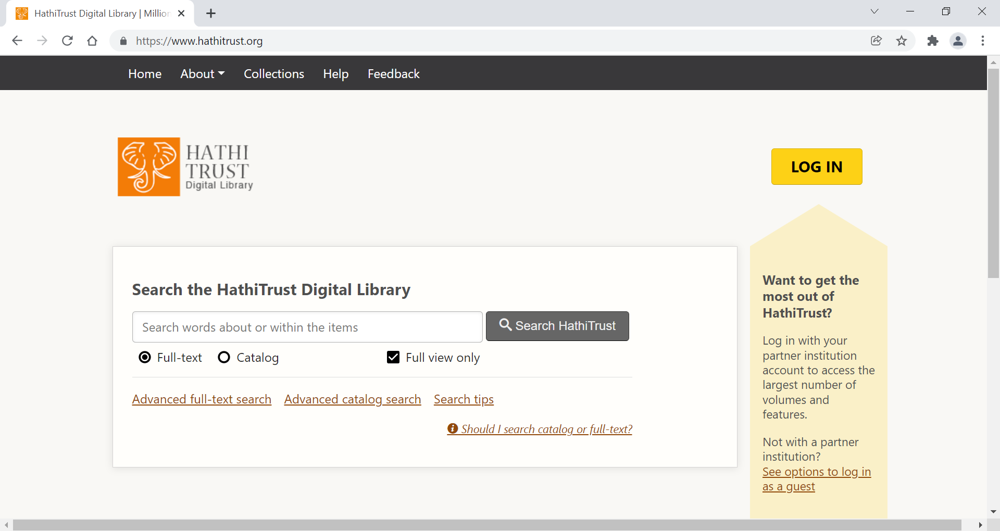 HathiTrust Digital Library | Million
https://www.hathitrust.org
Home About Collections Help Feedback
HATHI
TRUST
Digital Library
LOG IN
Search the HathiTrust Digital Library
Search words about or within the items
Search HathiTrust
Full-text Catalog Full view only
Advanced full-text search Advanced catalog search Search tips
Should I search catalog or full-text?
Want to get the
most out of
HathiTrust?
Log in with your
partner institution
account to access the
largest number of
volumes and
features.
Not with a partner
institution?
See options to log in
as a guest